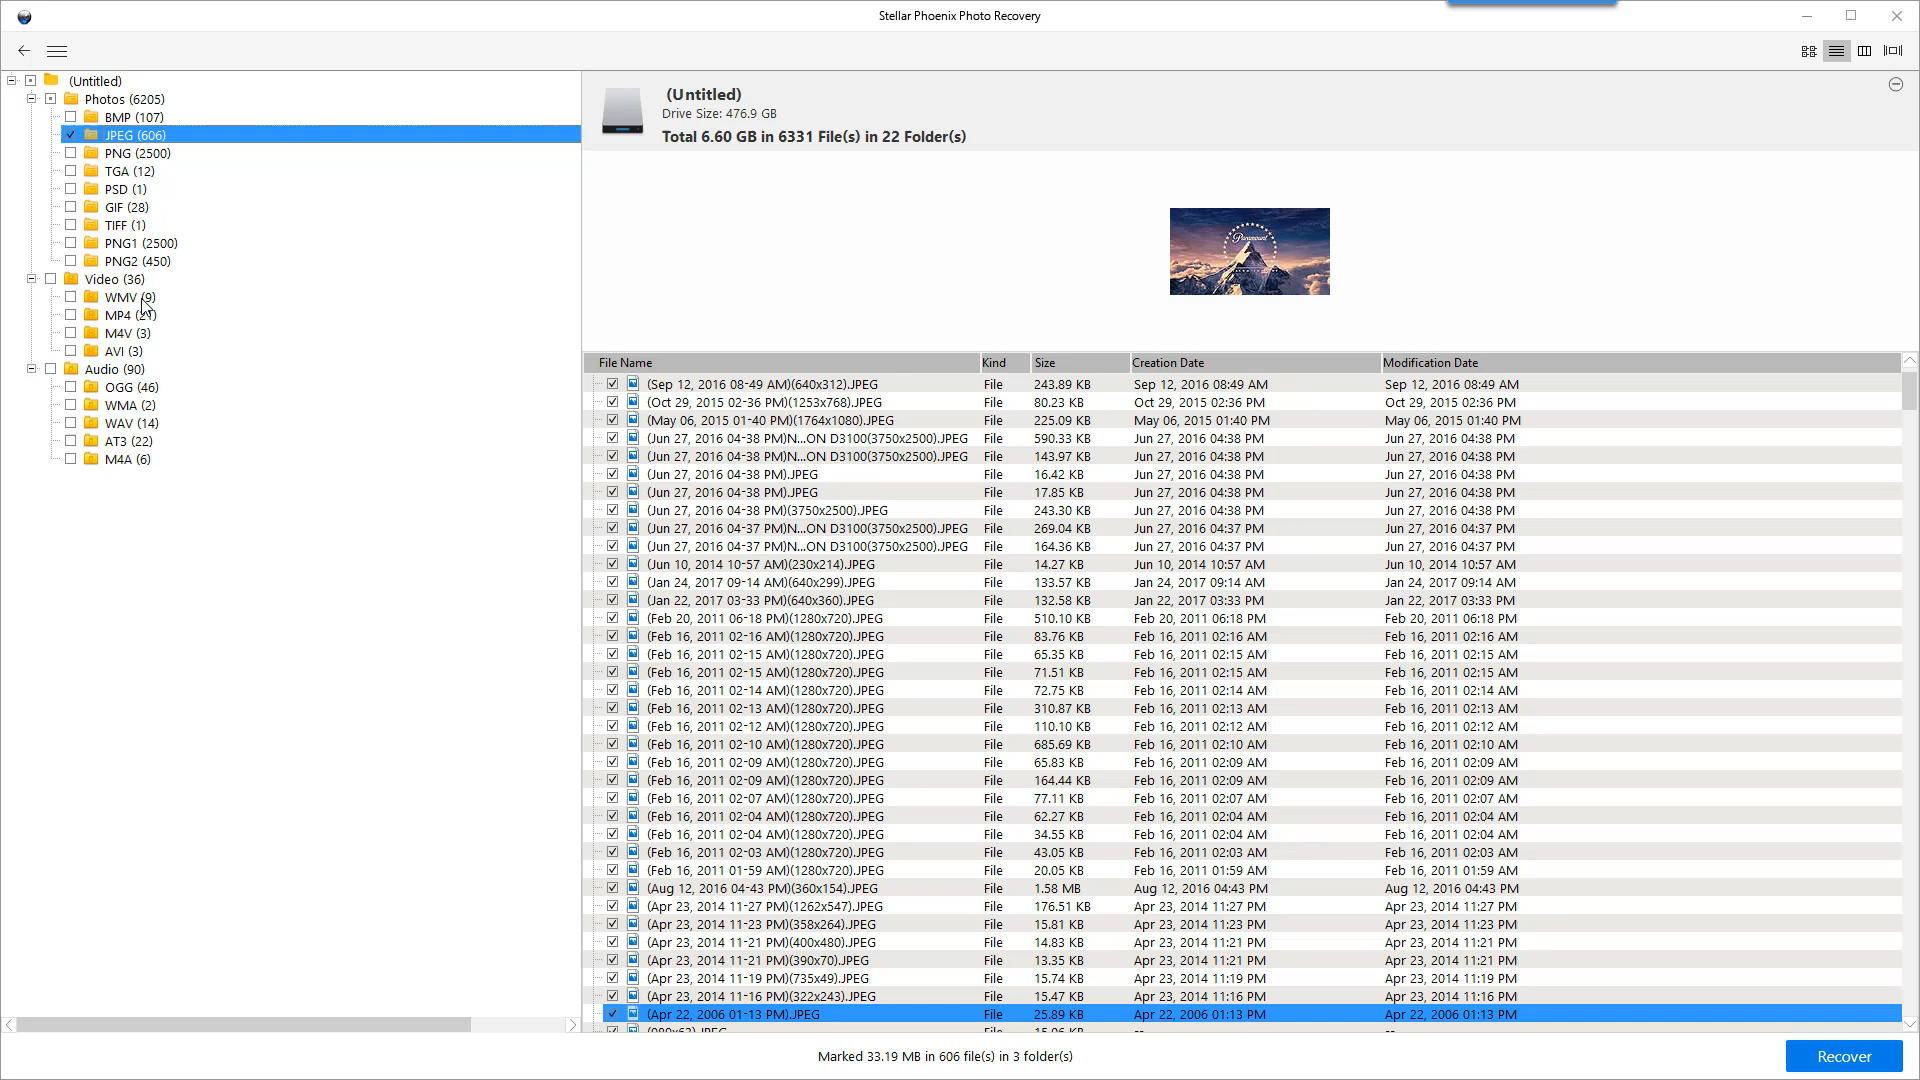 Stellar Phoenix Photo Recovery
(Untitled)
Photos (6205)
BMP (107)
JPEG (606)
PNG (2500)
TGA (12)
PSD (1)
GIF (28)
TIFF (1)
PNG1 (2500)
PNG2 (450)
Video (36)
WMV (9)
MP4 (21)
M4V (3)
AVI (3)
Audio (90)
OGG (46)
WMA (2)
WAV (14)
AT3 (22)
M4A (6)
(Untitled)
Drive Size: 476.9 GB
Total 6.60 GB in 6331 File(s) in 22 Folder(s)
Paramount
File Name Kind Size Creation Date Modification Date
(Sep 12, 2016 08-49 AM)(640x312).JPEG File 243.89 KB Sep 12, 2016 08:49 AM Sep 12, 2016 08:49 AM
(Oct 29, 2015 02-36 PM)(1253x768).JPEG File 80.23 KB Oct 29, 2015 02:36 PM Oct 29, 2015 02:36 PM
(May 06, 2015 01-40 PM)(1764x1080).JPEG File 225.09 KB May 06, 2015 01:40 PM May 06, 2015 01:40 PM
(Jun 27, 2016 04-38 PM)N...ON D3100(3750x2500).JPEG File 590.33 KB Jun 27, 2016 04:38 PM Jun 27, 2016 04:38 PM
(Jun 27, 2016 04-38 PM)N...ON D3100(3750x2500).JPEG File 143.97 KB Jun 27, 2016 04:38 PM Jun 27, 2016 04:38 PM
(Jun 27, 2016 04-38 PM).JPEG File 16.42 KB Jun 27, 2016 04:38 PM Jun 27, 2016 04:38 PM
(Jun 27, 2016 04-38 PM).JPEG File 17.85 KB Jun 27, 2016 04:38 PM Jun 27, 2016 04:38 PM
(Jun 27, 2016 04-38 PM)(3750x2500).JPEG File 243.30 KB Jun 27, 2016 04:38 PM Jun 27, 2016 04:38 PM
(Jun 27, 2016 04-37 PM)N...ON D3100(3750x2500).JPEG File 269.04 KB Jun 27, 2016 04:37 PM Jun 27, 2016 04:37 PM
(Jun 27, 2016 04-37 PM)N...ON D3100(3750x2500).JPEG File 164.36 KB Jun 27, 2016 04:37 PM Jun 27, 2016 04:37 PM
(Jun 10, 2014 10-57 AM)(230x214).JPEG File 14.27 KB Jun 10, 2014 10:57 AM Jun 10, 2014 10:57 AM
(Jan 24, 2017 09-14 AM)(640x299).JPEG File 133.57 KB Jan 24, 2017 09:14 AM Jan 24, 2017 09:14 AM
(Jan 22, 2017 03-33 PM)(640x360).JPEG File 132.58 KB Jan 22, 2017 03:33 PM Jan 22, 2017 03:33 PM
(Feb 20, 2011 06-18 PM)(1280x720).JPEG File 510.10 KB Feb 20, 2011 06:18 PM Feb 20, 2011 06:18 PM
(Feb 16, 2011 02-16 AM)(1280x720).JPEG File 83.76 KB Feb 16, 2011 02:16 AM Feb 16, 2011 02:16 AM
(Feb 16, 2011 02-15 AM)(1280x720).JPEG File 65.35 KB Feb 16, 2011 02:15 AM Feb 16, 2011 02:15 AM
(Feb 16, 2011 02-15 AM)(1280x720).JPEG File 71.51 KB Feb 16, 2011 02:15 AM Feb 16, 2011 02:15 AM
(Feb 16, 2011 02-14 AM)(1280x720).JPEG File 72.75 KB Feb 16, 2011 02:14 AM Feb 16, 2011 02:14 AM
(Feb 16, 2011 02-13 AM)(1280x720).JPEG File 310.87 KB Feb 16, 2011 02:13 AM Feb 16, 2011 02:13 AM
(Feb 16, 2011 02-12 AM)(1280x720).JPEG File 110.10 KB Feb 16, 2011 02:12 AM Feb 16, 2011 02:12 AM
(Feb 16, 2011 02-10 AM)(1280x720).JPEG File 685.69 KB Feb 16, 2011 02:10 AM Feb 16, 2011 02:10 AM
(Feb 16, 2011 02-09 AM)(1280x720).JPEG File 65.83 KB Feb 16, 2011 02:09 AM Feb 16, 2011 02:09 AM
(Feb 16, 2011 02-09 AM)(1280x720).JPEG File 164.44 KB Feb 16, 2011 02:09 AM Feb 16, 2011 02:09 AM
(Feb 16, 2011 02-07 AM)(1280x720).JPEG File 77.11 KB Feb 16, 2011 02:07 AM Feb 16, 2011 02:07 AM
(Feb 16, 2011 02-04 AM)(1280x720).JPEG File 62.27 KB Feb 16, 2011 02:04 AM Feb 16, 2011 02:04 AM
(Feb 16, 2011 02-04 AM)(1280x720).JPEG File 34.55 KB Feb 16, 2011 02:04 AM Feb 16, 2011 02:04 AM
(Feb 16, 2011 02-03 AM)(1280x720).JPEG File 43.05 KB Feb 16, 2011 02:03 AM Feb 16, 2011 02:03 AM
(Feb 16, 2011 01-59 AM)(1280x720).JPEG File 20.05 KB Feb 16, 2011 01:59 AM Feb 16, 2011 01:59 AM
(Aug 12, 2016 04-43 PM)(360x154).JPEG File 1.58 MB Aug 12, 2016 04:43 PM Aug 12, 2016 04:43 PM
(Apr 23, 2014 11-27 PM)(1262x547).JPEG File 176.51 KB Apr 23, 2014 11:27 PM Apr 23, 2014 11:27 PM
(Apr 23, 2014 11-23 PM)(358x264).JPEG File 15.81 KB Apr 23, 2014 11:23 PM Apr 23, 2014 11:23 PM
(Apr 23, 2014 11-21 PM)(400x480).JPEG File 14.83 KB Apr 23, 2014 11:21 PM Apr 23, 2014 11:21 PM
(Apr 23, 2014 11-21 PM)(390x70).JPEG File 13.35 KB Apr 23, 2014 11:21 PM Apr 23, 2014 11:21 PM
(Apr 23, 2014 11-19 PM)(735x49).JPEG File 15.74 KB Apr 23, 2014 11:19 PM Apr 23, 2014 11:19 PM
(Apr 23, 2014 11-16 PM)(322x243).JPEG File 15.47 KB Apr 23, 2014 11:16 PM Apr 23, 2014 11:16 PM
(Apr 22, 2006 01-13 PM).JPEG File 25.89 KB Apr 22, 2006 01:13 PM Apr 22, 2006 01:13 PM
Marked 33.19 MB in 606 file(s) in 3 folder(s)
Recover